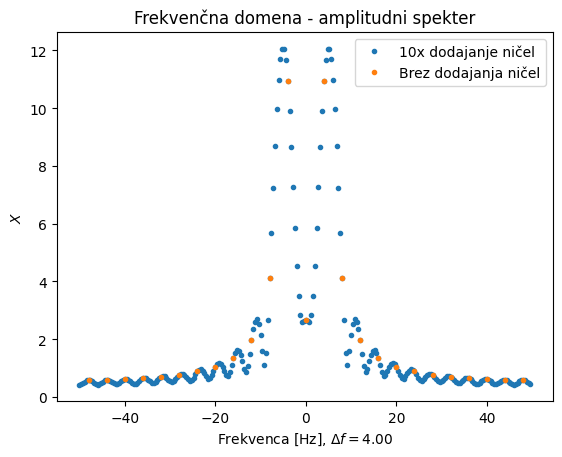 Frekvenčna domena - amplitudni spekter
10x dodajanje ničel
Brez dodajanja ničel
X
12
10
8
6
4
2
0
−40
−20
0
20
40
Frekvenca [Hz], Δf = 4.00